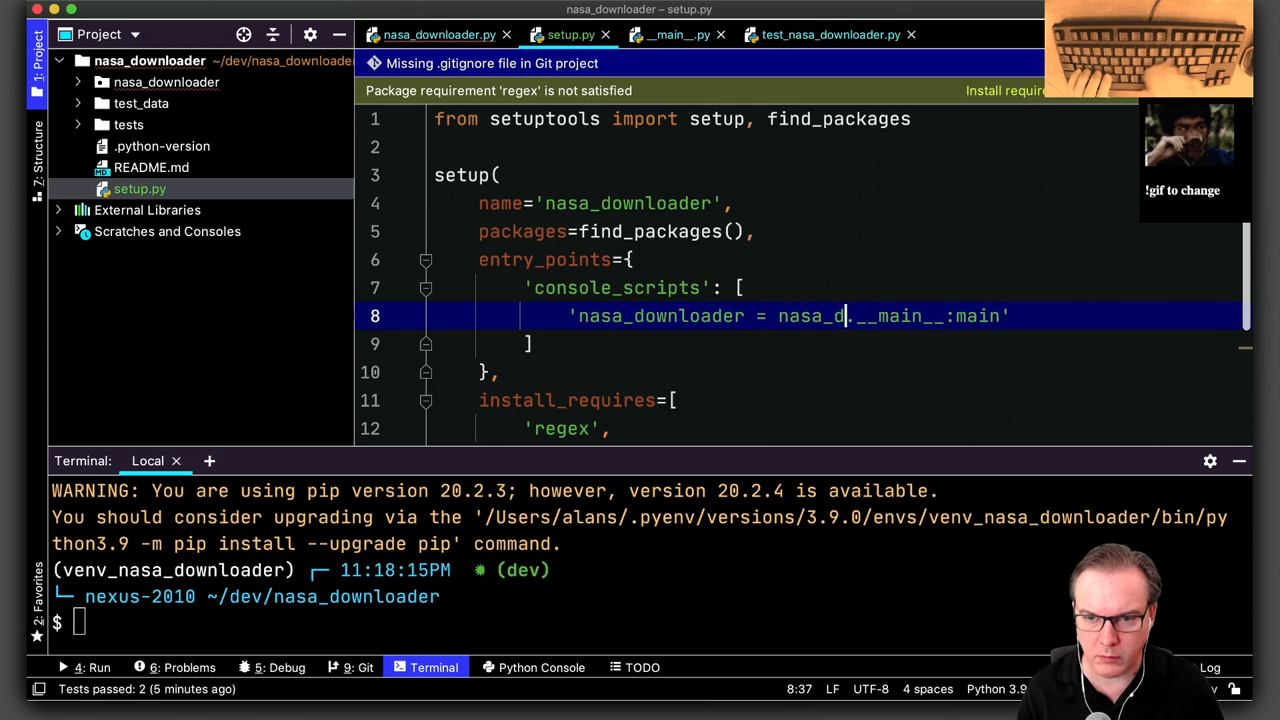 nasa_downloader – setup.py
Project
nasa_downloader.py
setup.py
__main__.py
test_nasa_downloader.py
1: Project
nasa_downloader ~/dev/nasa_downloader
nasa_downloader
test_data
tests
.python-version
README.md
setup.py
External Libraries
Scratches and Consoles
7: Structure
2: Favorites
Missing .gitignore file in Git project
Package requirement 'regex' is not satisfied
Install require
!gif to change
1 from setuptools import setup, find_packages
2
3 setup(
4 name='nasa_downloader',
5 packages=find_packages(),
6 entry_points={
7 'console_scripts': [
8 'nasa_downloader = nasa_d.__main__:main'
9 ]
10 },
11 install_requires=[
12 'regex',
Terminal: Local +
WARNING: You are using pip version 20.2.3; however, version 20.2.4 is available.
You should consider upgrading via the '/Users/alans/.pyenv/versions/3.9.0/envs/venv_nasa_downloader/bin/py
thon3.9 -m pip install --upgrade pip' command.
(venv_nasa_downloader) ┌─ 11:18:15PM ✹ (dev)
└─ nexus-2010 ~/dev/nasa_downloader
$
4: Run
6: Problems
5: Debug
9: Git
Terminal
Python Console
TODO
Log
Tests passed: 2 (5 minutes ago)
8:37
LF
UTF-8
4 spaces
Python 3.9